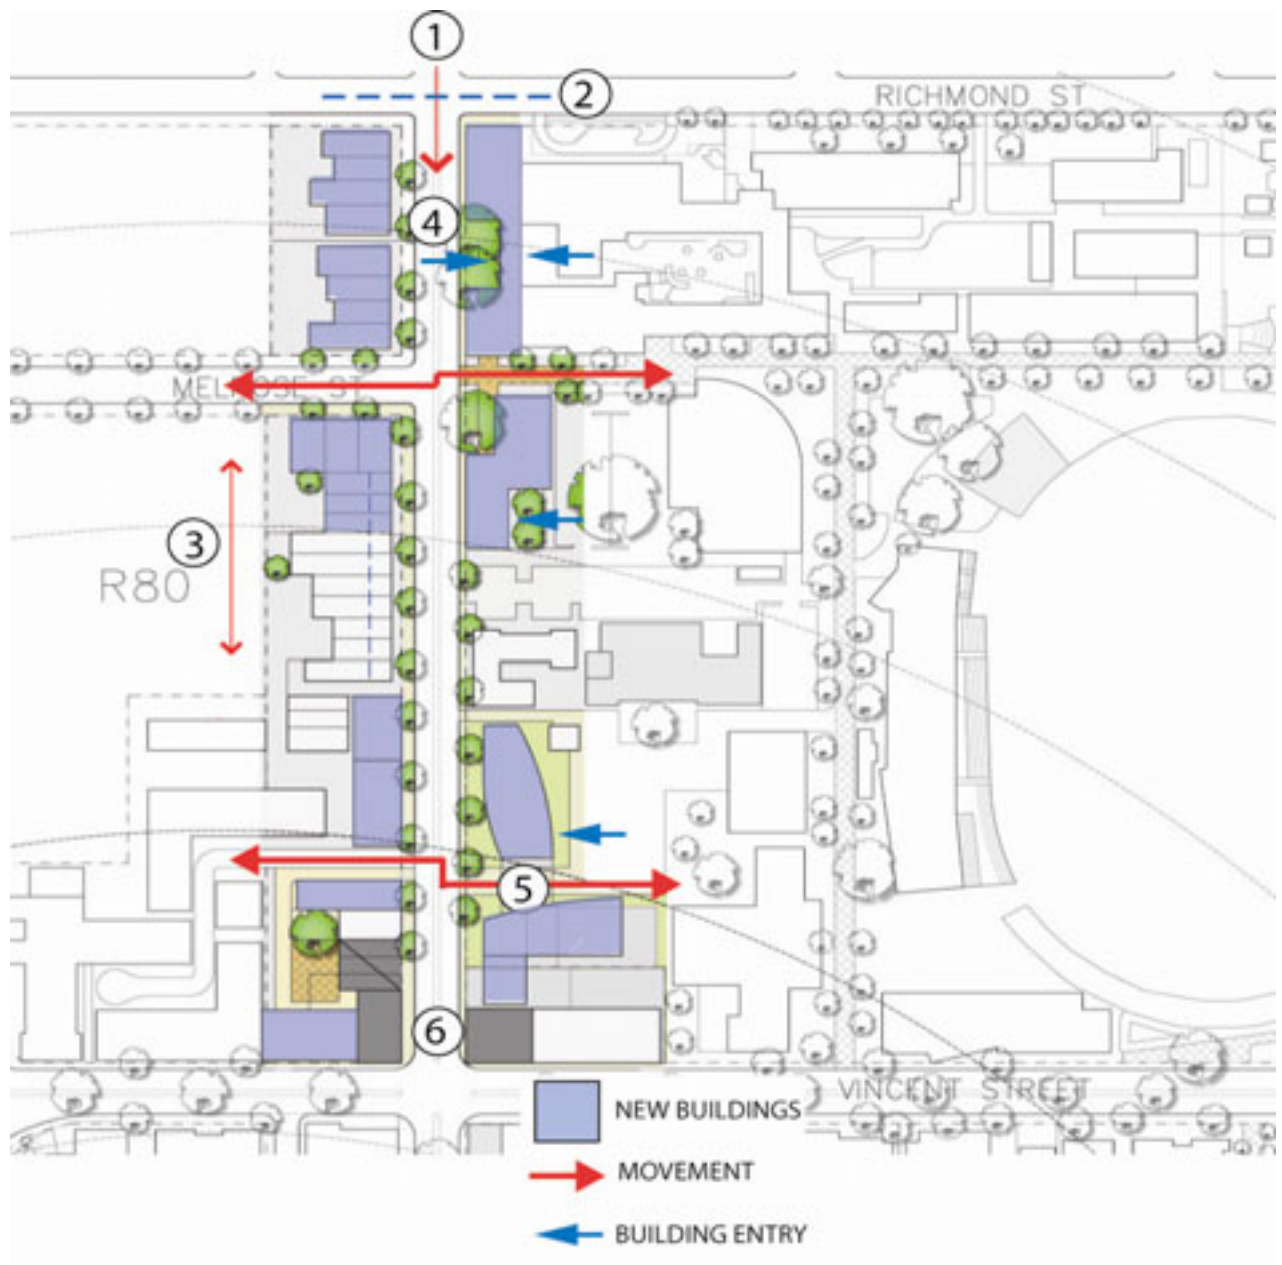 1
2
RICHMOND ST
4
MELROSE ST
3
R80
5
6
VINCENT STREET
NEW BUILDINGS
MOVEMENT
BUILDING ENTRY